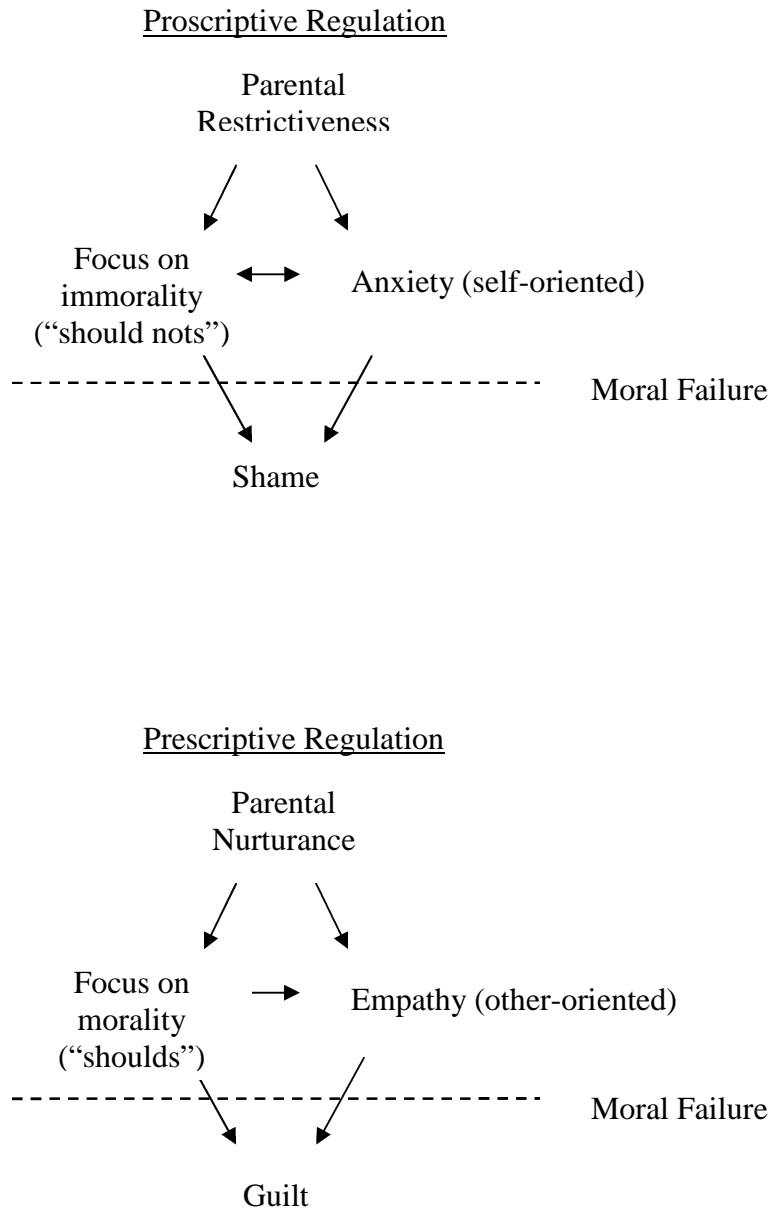 Proscriptive Regulation
Parental
Restrictiveness
Focus on
immorality
(“should nots”)
Anxiety (self-oriented)
Moral Failure
Shame
Prescriptive Regulation
Parental
Nurturance
Focus on
morality
(“shoulds”)
Empathy (other-oriented)
Moral Failure
Guilt